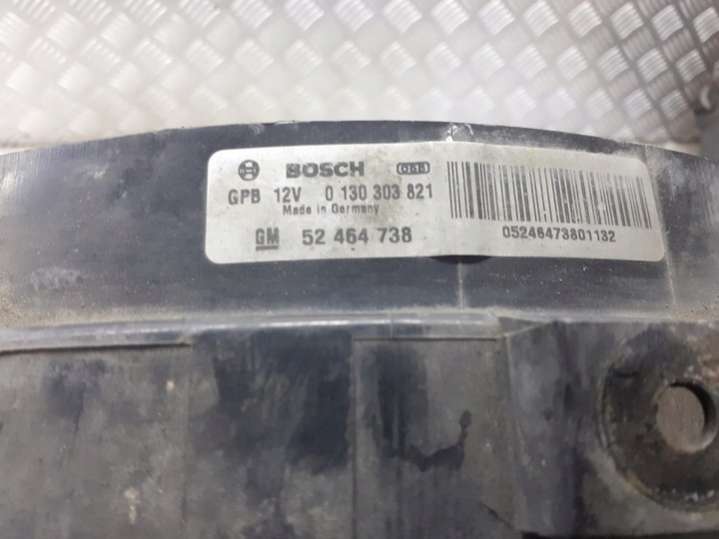 BOSCH
GPB 12V 0 130 303 821
Made in Germany
GM 52 464 738
05246473801132